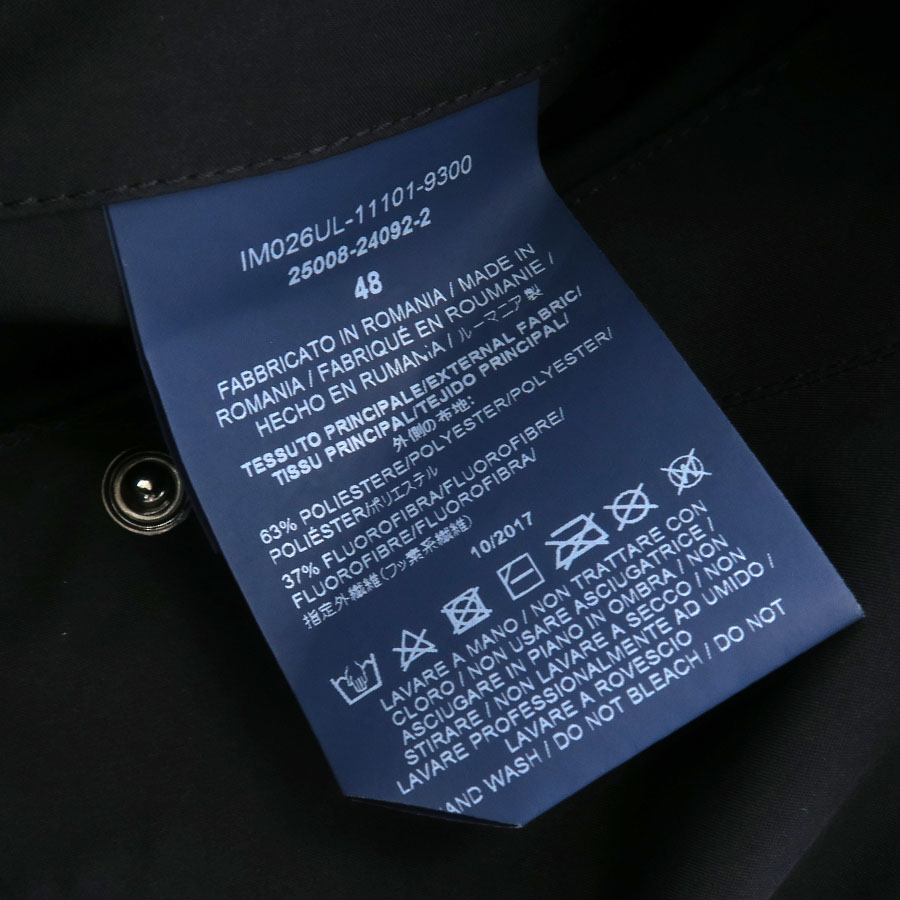 IM026UL-11101-9300
25008-24092-2
48
FABBRICATO IN ROMANIA / MADE IN
ROMANIA / FABRIQUÉ EN ROUMANIE /
HECHO EN RUMANIA / ルーマニア製
TESSUTO PRINCIPALE/EXTERNAL FABRIC/
TISSU PRINCIPAL/TEJIDO PRINCIPAL/
外側の布地:
63% POLIESTERE/POLYESTER/POLYESTER/
POLIÉSTER/ポリエステル
37% FLUOROFIBRA/FLUOROFIBRE/
FLUOROFIBRE/FLUOROFIBRA/
指定外繊維(フッ素系繊維)
10/2017
LAVARE A MANO / NON TRATTARE CON
CLORO / NON USARE ASCIUGATRICE /
ASCIUGARE IN PIANO IN OMBRA / NON
STIRARE / NON LAVARE A SECCO / NON
LAVARE PROFESSIONALMENTE AD UMIDO /
LAVARE A ROVESCIO
HAND WASH / DO NOT BLEACH / DO NOT